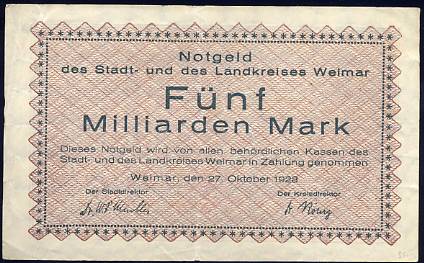 Notgeld
des Stadt- und des Landkreises Weimar
Fünf
Milliarden Mark
Dieses Notgeld wird von allen behördlichen Kassen des
Stadt- und des Landkreises Weimar in Zahlung genommen
Weimar, den 27. Oktober 1923
Der Stadtdirektor Der Kreisdirektor